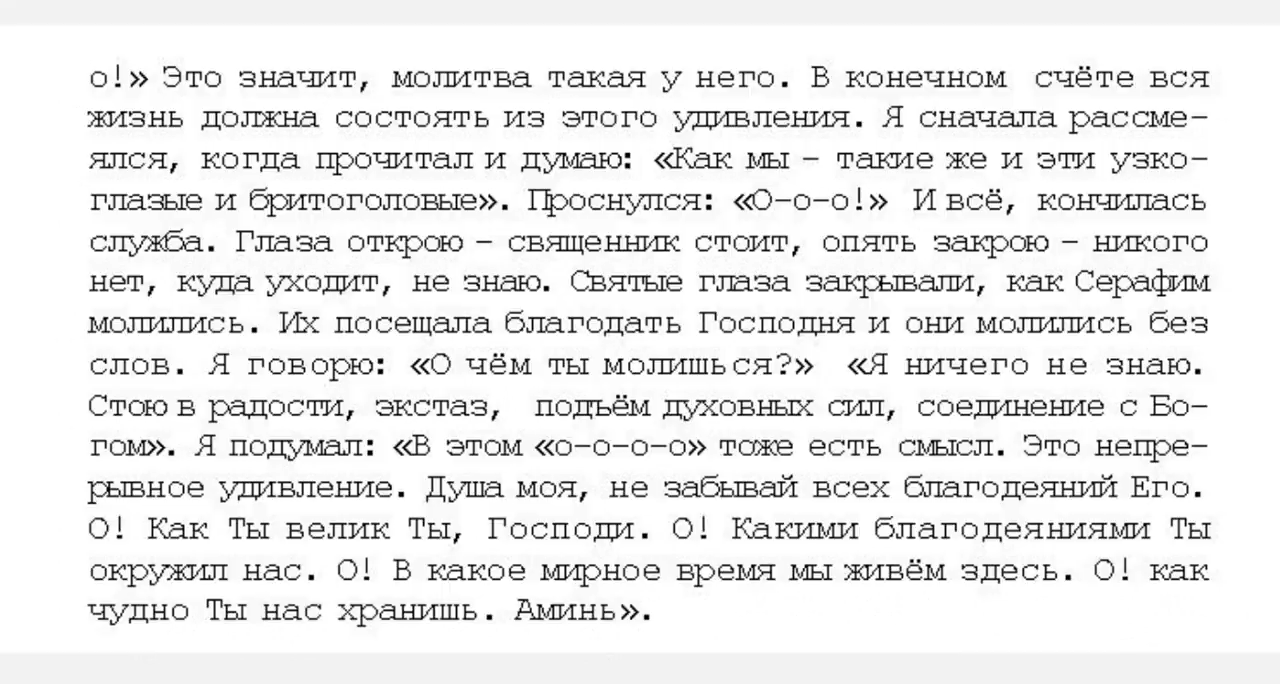 о!» Это значит, молитва такая у него. В конечном счёте вся
жизнь должна состоять из этого удивления. Я сначала рассме-
ялся, когда прочитал и думаю: «Как мы – такие же и эти узко-
глазые и бритоголовые». Проснулся: «О-о-о!» И всё, кончилась
служба. Глаза открою – священник стоит, опять закрою – никого
нет, куда уходит, не знаю. Святые глаза закрывали, как Серафим
молились. Их посещала благодать Господня и они молились без
слов. Я говорю: «О чём ты молишься?» «Я ничего не знаю.
Стою в радости, экстаз, подъём духовных сил, соединение с Бо-
гом». Я подумал: «В этом «о-о-о-о» тоже есть смысл. Это непре-
рывное удивление. Душа моя, не забывай всех благодеяний Его.
О! Как Ты велик Ты, Господи. О! Какими благодеяниями Ты
окружил нас. О! В какое мирное время мы живём здесь. О! как
чудно Ты нас хранишь. Аминь».